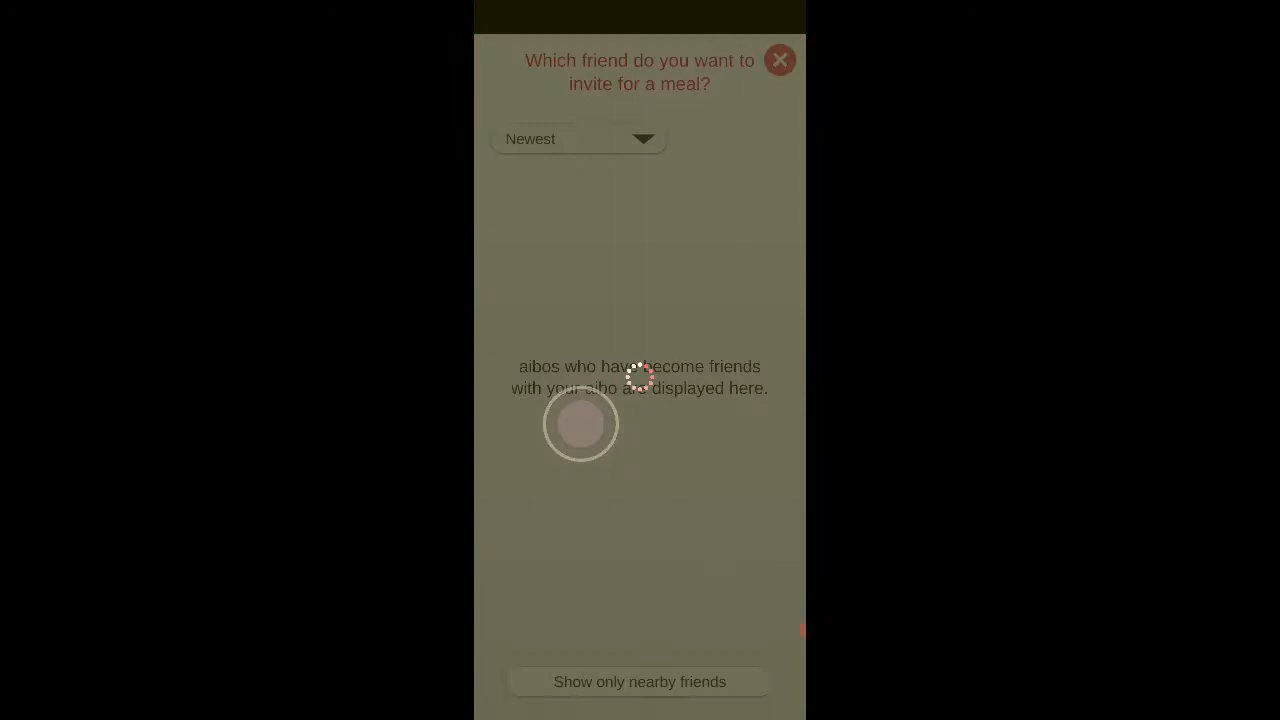 Which friend do you want to
invite for a meal?
Newest
aibos who have become friends
with your aibo are displayed here.
Show only nearby friends